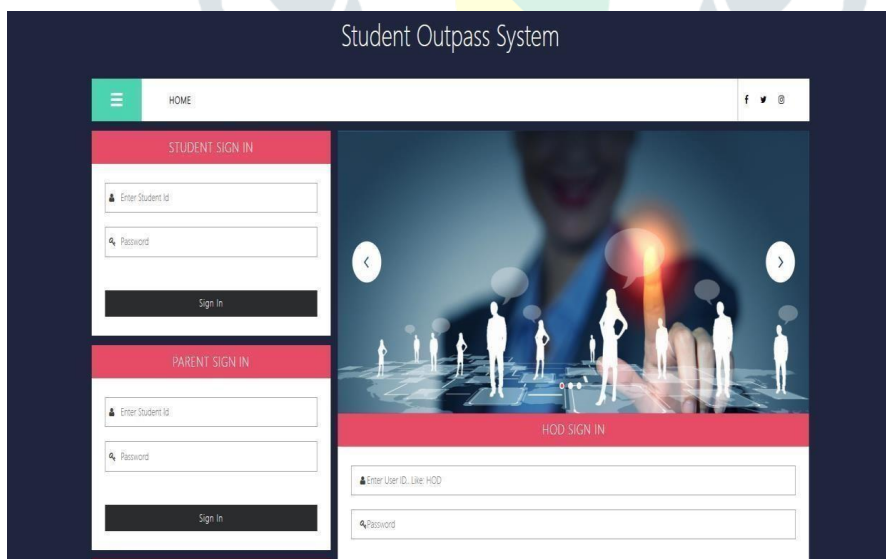 Student Outpass System
HOME
STUDENT SIGN IN
Enter Student Id
Password
Sign In
PARENT SIGN IN
Enter Student Id
Password
Sign In
HOD SIGN IN
Enter User ID.. Like: HOD
Password